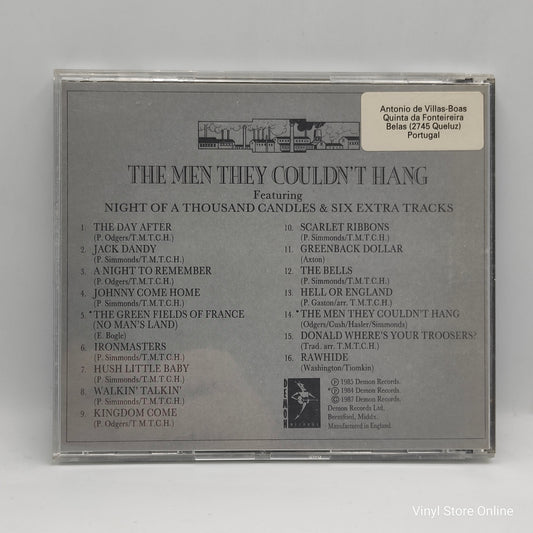 Antonio de Villas-Boas
Quinta da Fonteireira
Belas (2745 Queluz)
Portugal
THE MEN THEY COULDN'T HANG
Featuring
NIGHT OF A THOUSAND CANDLES & SIX EXTRA TRACKS
1. THE DAY AFTER
(P. Odgers/T.M.T.C.H.)
2. JACK DANDY
(P. Simmonds/T.M.T.C.H.)
3. A NIGHT TO REMEMBER
(P. Odgers/T.M.T.C.H.)
4. JOHNNY COME HOME
(P. Simmonds/T.M.T.C.H.)
5. * THE GREEN FIELDS OF FRANCE
(NO MAN'S LAND)
(E. Bogle)
6. IRONMASTERS
(P. Simmonds/T.M.T.C.H.)
7. HUSH LITTLE BABY
(P. Simmonds/T.M.T.C.H.)
8. WALKIN' TALKIN'
(P. Simmonds/T.M.T.C.H.)
9. KINGDOM COME
(P. Odgers/T.M.T.C.H.)
10. SCARLET RIBBONS
(P. Simmonds/T.M.T.C.H.)
11. GREENBACK DOLLAR
(Axton)
12. THE BELLS
(P. Simmonds/T.M.T.C.H.)
13. HELL OR ENGLAND
(P. Gaston/arr. T.M.T.C.H.)
14. * THE MEN THEY COULDN'T HANG
(Odgers/Cush/Hasler/Simmonds)
15. DONALD WHERE'S YOUR TROOSERS?
(Trad. arr. T.M.T.C.H.)
16. RAWHIDE
(Washington/Tiomkin)
DEMON
RECORDS
℗ 1985 Demon Records.
*℗ 1984 Demon Records.
© 1987 Demon Records.
Demon Records Ltd.
Brentford, Middx.
Manufactured in England.
Vinyl Store Online